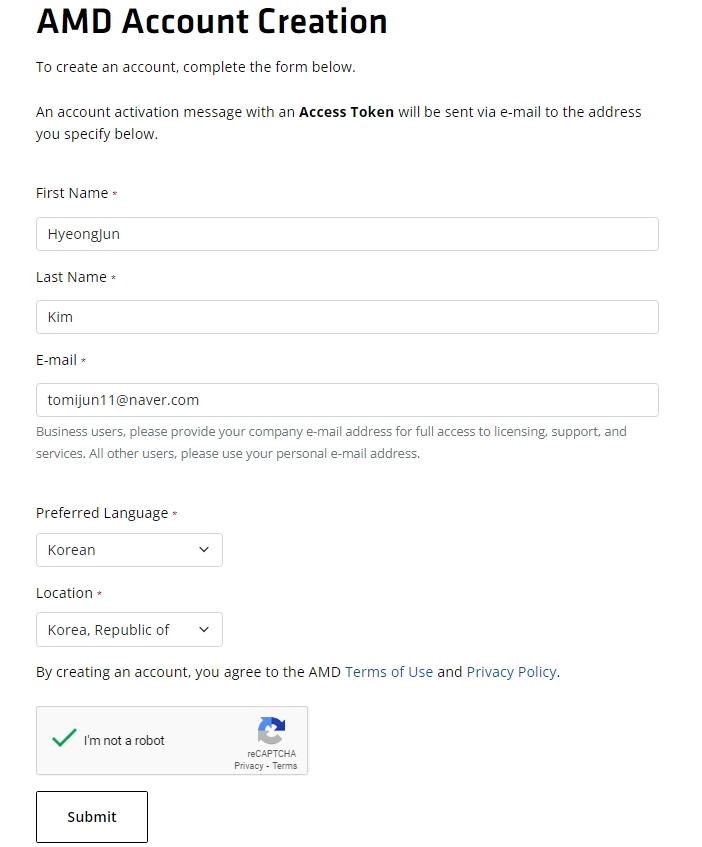 AMD Account Creation
To create an account, complete the form below.
An account activation message with an Access Token will be sent via e-mail to the address
you specify below.
First Name *
HyeongJun
Last Name *
Kim
E-mail *
tomijun11@naver.com
Business users, please provide your company e-mail address for full access to licensing, support, and
services. All other users, please use your personal e-mail address.
Preferred Language *
Korean
Location *
Korea, Republic of
By creating an account, you agree to the AMD Terms of Use and Privacy Policy.
I'm not a robot
reCAPTCHA
Privacy - Terms
Submit